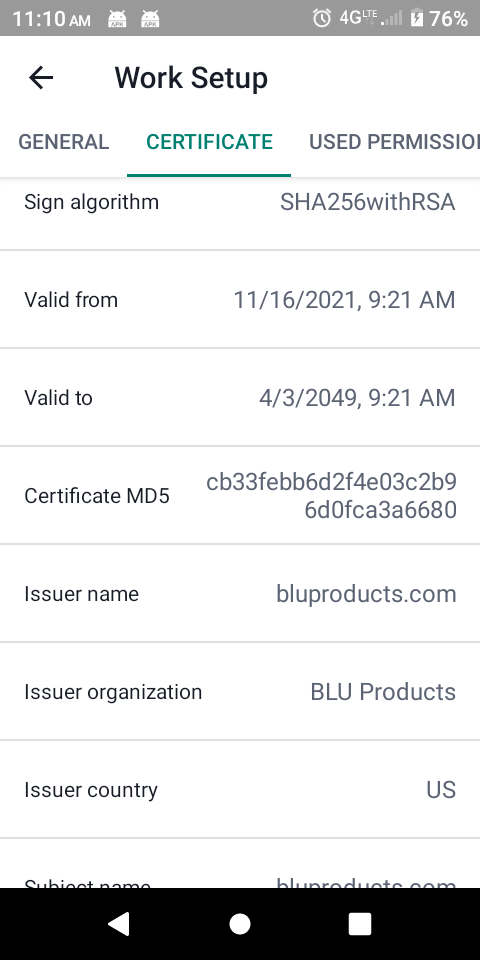 11:10 AM APK APK 4G LTE 76%
Work Setup
GENERAL CERTIFICATE USED PERMISSIO
Sign algorithm SHA256withRSA
Valid from 11/16/2021, 9:21 AM
Valid to 4/3/2049, 9:21 AM
Certificate MD5 cb33febb6d2f4e03c2b9
6d0fca3a6680
Issuer name bluproducts.com
Issuer organization BLU Products
Issuer country US
Subject name bluproducts.com